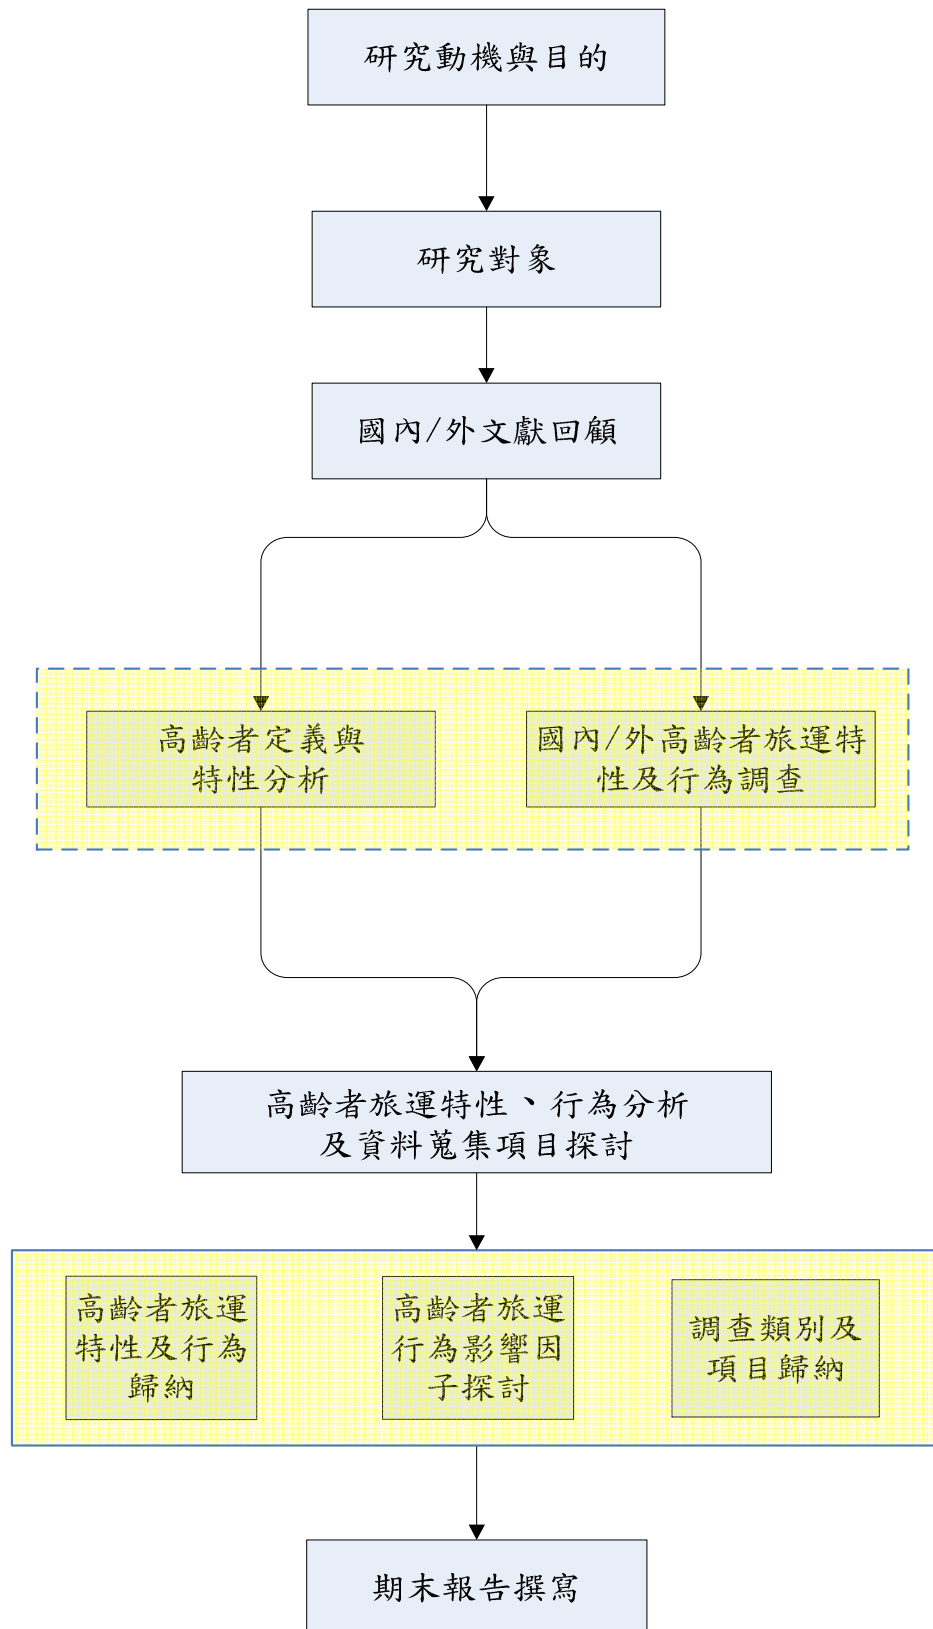 研究動機與目的
研究對象
國內/外文獻回顧
高齡者定義與
特性分析
國內/外高齡者旅運特
性及行為調查
高齡者旅運特性、行為分析
及資料蒐集項目探討
高齡者旅運
特性及行為
歸納
高齡者旅運
行為影響因
子探討
調查類別及
項目歸納
期末報告撰寫